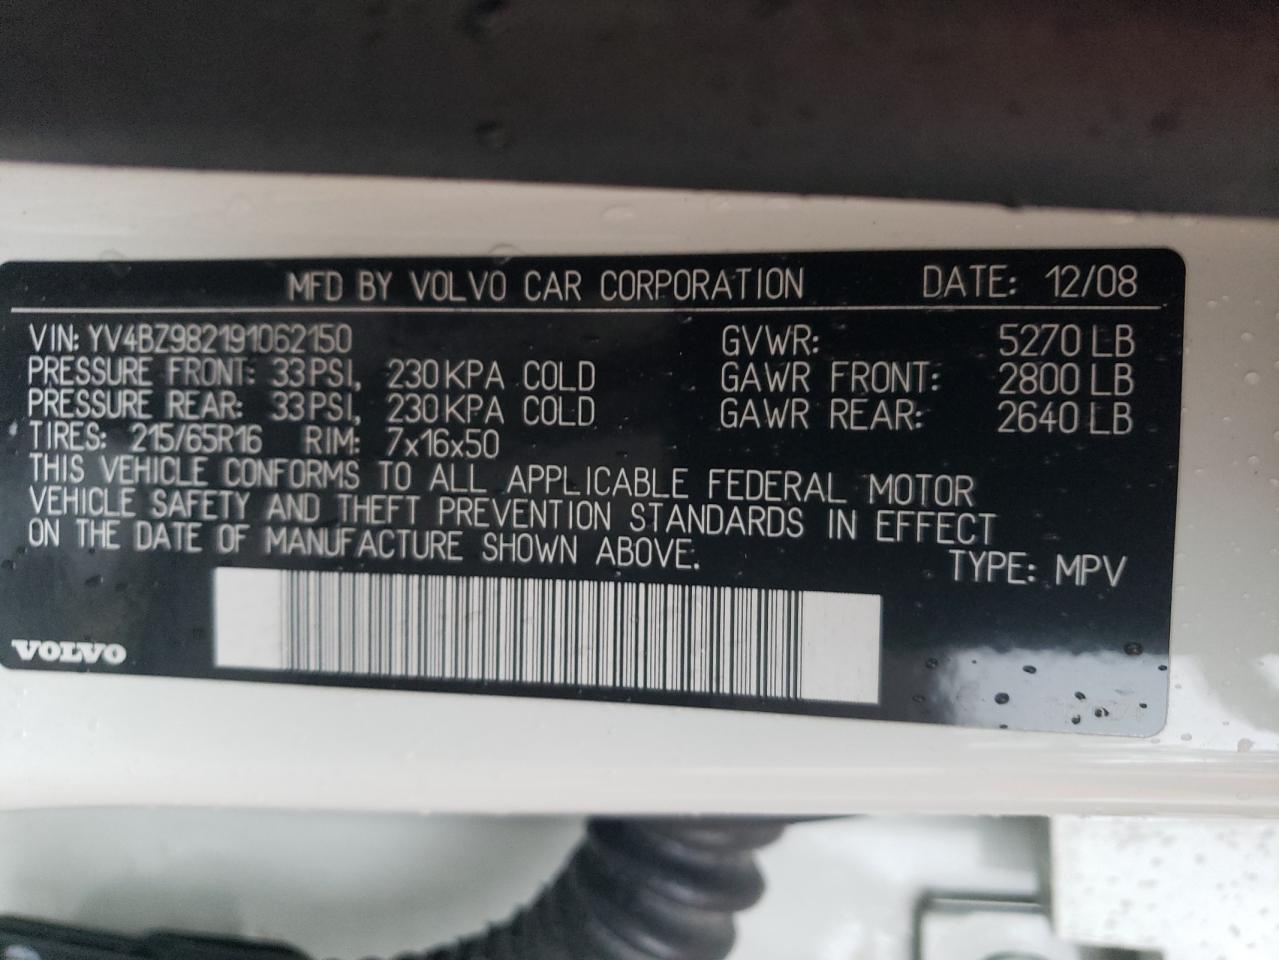 MFD BY VOLVO CAR CORPORATION DATE: 12/08
VIN: YV4BZ982191062150 GVWR: 5270 LB
PRESSURE FRONT: 33 PSI, 230 KPA COLD GAWR FRONT: 2800 LB
PRESSURE REAR: 33 PSI, 230 KPA COLD GAWR REAR: 2640 LB
TIRES: 215/65R16 RIM: 7x16x50
THIS VEHICLE CONFORMS TO ALL APPLICABLE FEDERAL MOTOR
VEHICLE SAFETY AND THEFT PREVENTION STANDARDS IN EFFECT
ON THE DATE OF MANUFACTURE SHOWN ABOVE.
TYPE: MPV
VOLVO